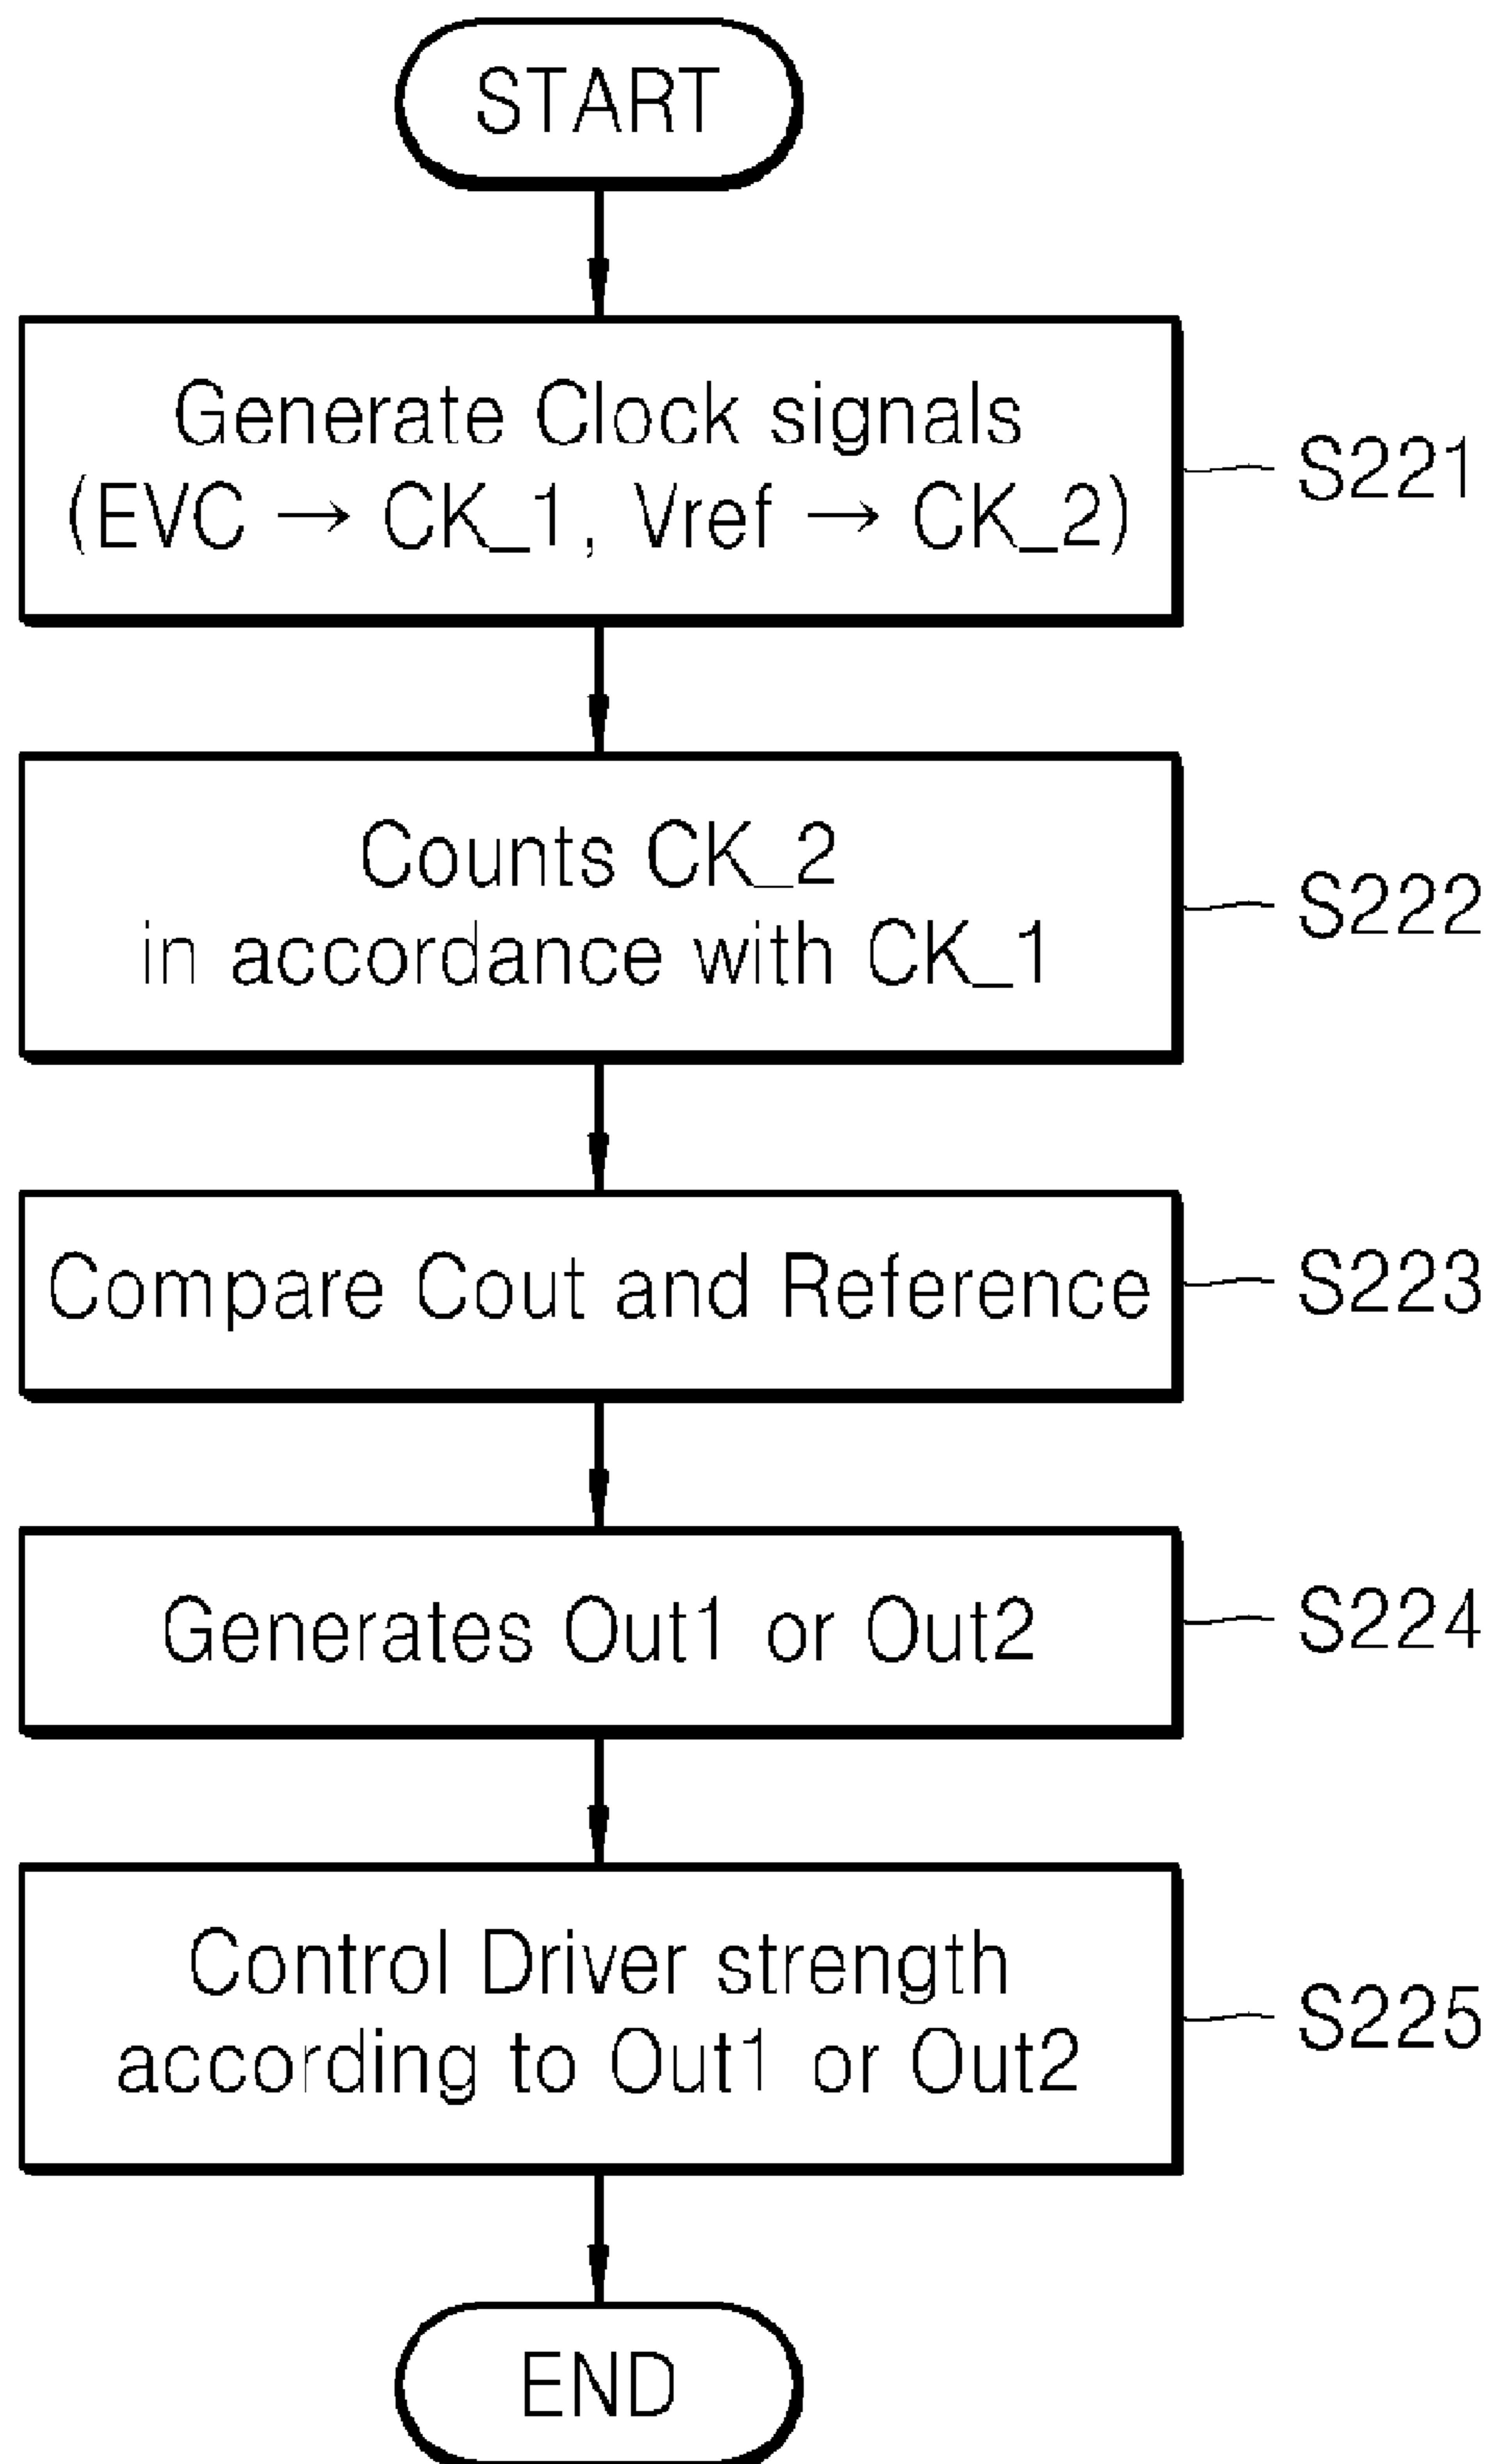 START
Generate Clock signals
(EVC → CK_1, Vref → CK_2)
S221
Counts CK_2
in accordance with CK_1
S222
Compare Cout and Reference
S223
Generates Out1 or Out2
S224
Control Driver strength
according to Out1 or Out2
S225
END